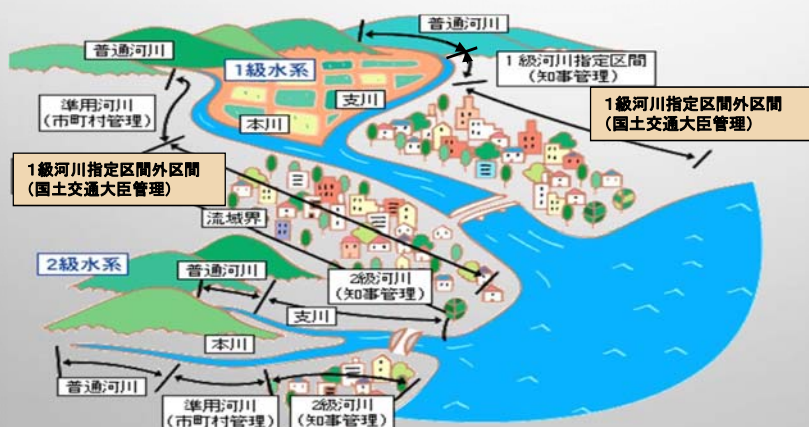 普通河川
普通河川
1級水系
1級河川指定区間
(知事管理)
支川
準用河川
(市町村管理)
本川
1級河川指定区間外区間
(国土交通大臣管理)
1級河川指定区間外区間
(国土交通大臣管理)
流域界
2級水系
普通河川
2級河川
(知事管理)
支川
本川
普通河川
準用河川
(市町村管理)
2級河川
(知事管理)